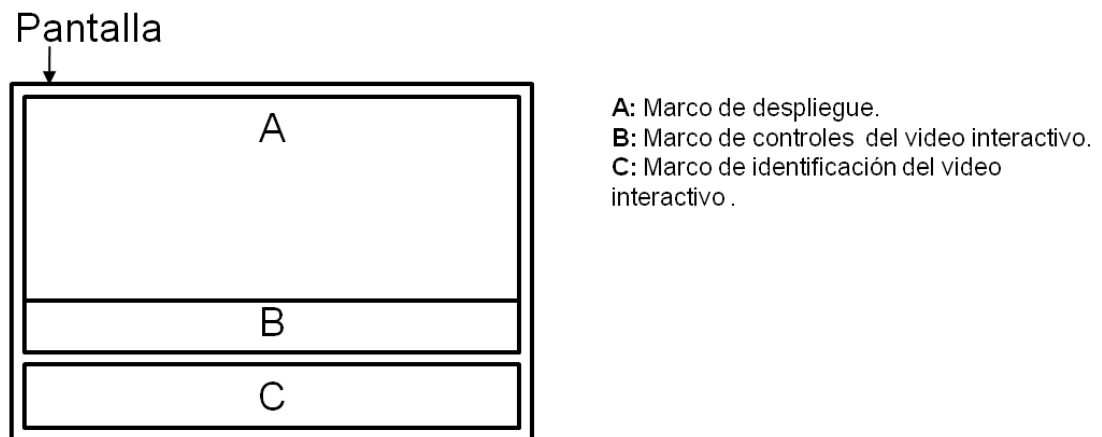 Pantalla
A
B
C
A: Marco de despliegue.
B: Marco de controles del video interactivo.
C: Marco de identificación del video
interactivo .